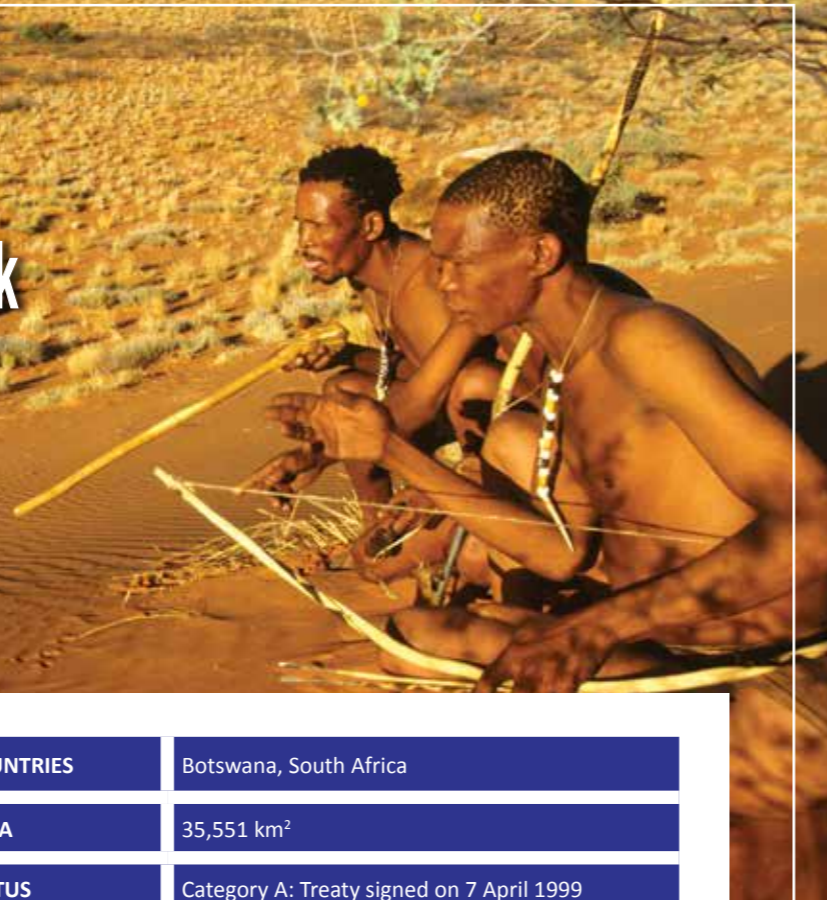 k
UNTRIES Botswana, South Africa
A 35,551 km²
TUS Category A: Treaty signed on 7 April 1999